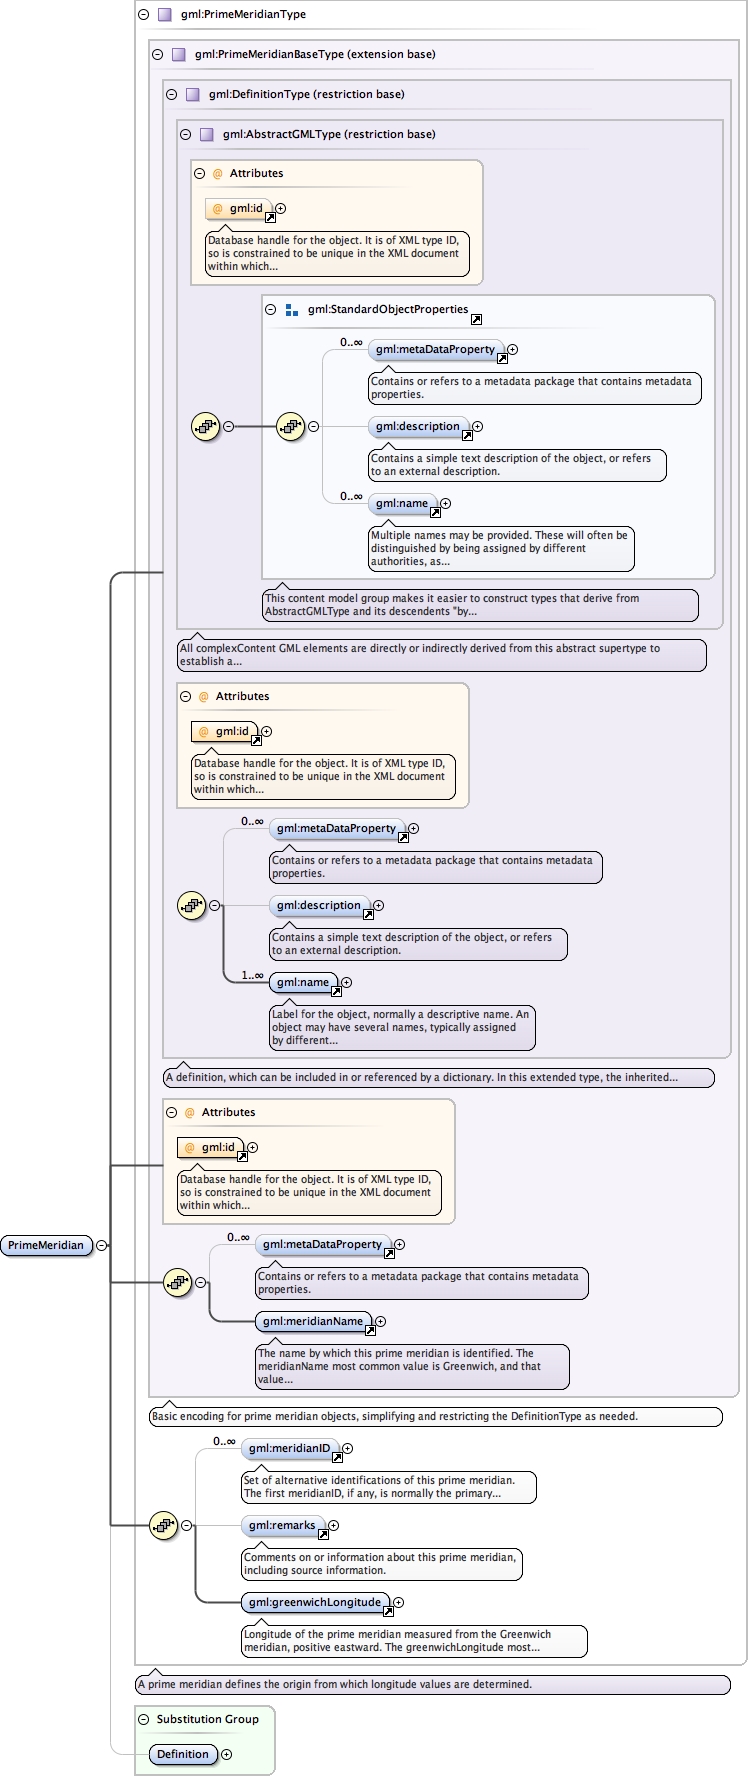 gml:PrimeMeridianType
gml:PrimeMeridianBaseType (extension base)
gml:DefinitionType (restriction base)
gml:AbstractGMLType (restriction base)
@ Attributes
@ gml:id
Database handle for the object. It is of XML type ID,
so is constrained to be unique in the XML document
within which...
gml:StandardObjectProperties
0..∞
gml:metaDataProperty
Contains or refers to a metadata package that contains metadata
properties.
gml:description
Contains a simple text description of the object, or refers
to an external description.
0..∞
gml:name
Multiple names may be provided. These will often be
distinguished by being assigned by different
authorities, as...
This content model group makes it easier to construct types that derive from
AbstractGMLType and its descendents "by...
All complexContent GML elements are directly or indirectly derived from this abstract supertype to
establish a...
@ Attributes
@ gml:id
Database handle for the object. It is of XML type ID,
so is constrained to be unique in the XML document
within which...
0..∞
gml:metaDataProperty
Contains or refers to a metadata package that contains metadata
properties.
gml:description
Contains a simple text description of the object, or refers
to an external description.
1..∞
gml:name
Label for the object, normally a descriptive name. An
object may have several names, typically assigned
by different...
A definition, which can be included in or referenced by a dictionary. In this extended type, the inherited...
@ Attributes
@ gml:id
Database handle for the object. It is of XML type ID,
so is constrained to be unique in the XML document
within which...
PrimeMeridian
0..∞
gml:metaDataProperty
Contains or refers to a metadata package that contains metadata
properties.
gml:meridianName
The name by which this prime meridian is identified. The
meridianName most common value is Greenwich, and that
value...
Basic encoding for prime meridian objects, simplifying and restricting the DefinitionType as needed.
0..∞
gml:meridianID
Set of alternative identifications of this prime meridian.
The first meridianID, if any, is normally the primary...
gml:remarks
Comments on or information about this prime meridian,
including source information.
gml:greenwichLongitude
Longitude of the prime meridian measured from the Greenwich
meridian, positive eastward. The greenwichLongitude most...
A prime meridian defines the origin from which longitude values are determined.
Substitution Group
Definition